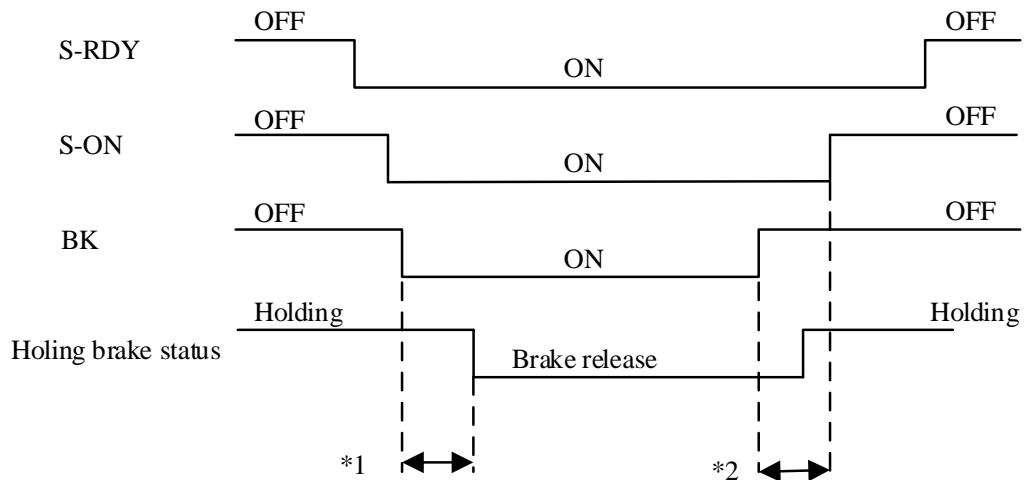 OFF OFF
S-RDY
ON
OFF OFF
S-ON
ON
OFF OFF
BK
ON
Holding Holding
Holing brake status
Brake release
*1 *2